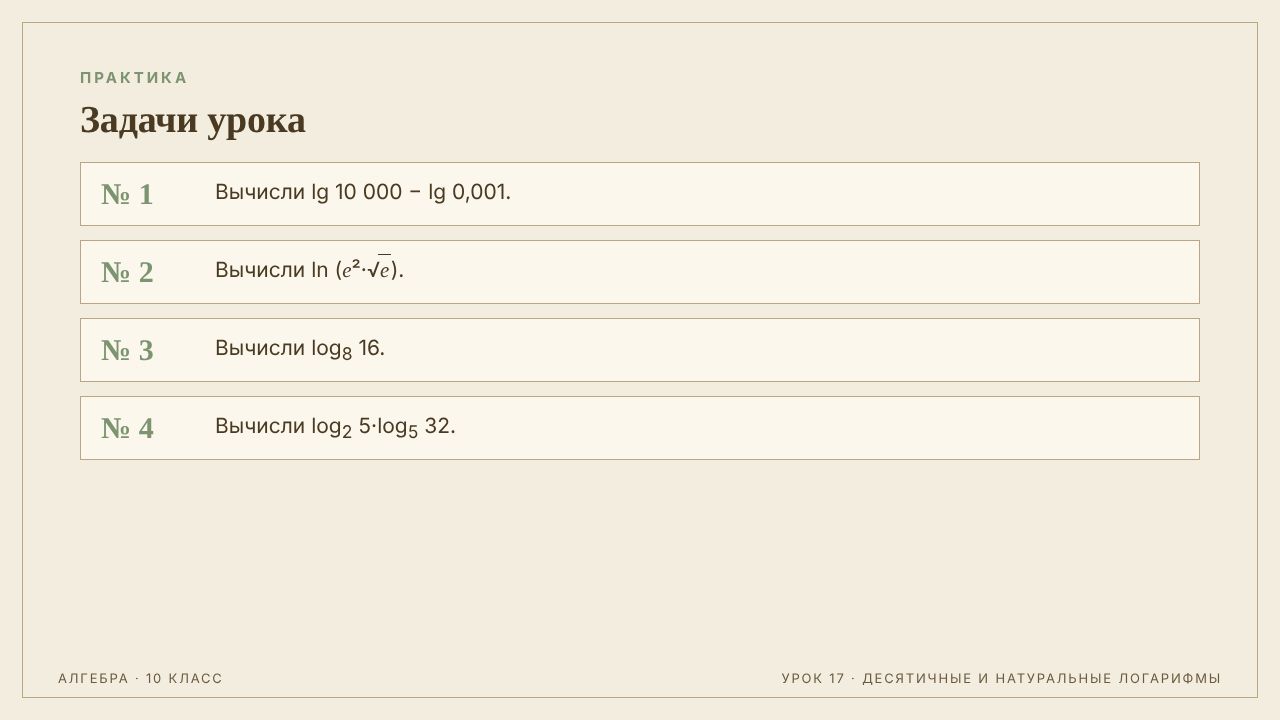 ПРАКТИКА
Задачи урока
№ 1 Вычисли lg 10 000 − lg 0,001.
№ 2 Вычисли ln (e²·√e).
№ 3 Вычисли log₈ 16.
№ 4 Вычисли log₂ 5·log₅ 32.
АЛГЕБРА · 10 КЛАСС
УРОК 17 · ДЕСЯТИЧНЫЕ И НАТУРАЛЬНЫЕ ЛОГАРИФМЫ